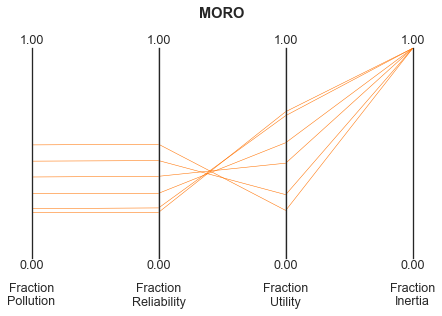 MORO
1.00 1.00 1.00 1.00
0.00 0.00 0.00 0.00
Fraction Fraction Fraction Fraction
Pollution Reliability Utility Inertia